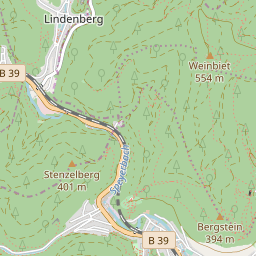 Lindenberg
Weinbiet
554 m
B 39
Speyerbach
Stenzelberg
401 m
B 39
Bergstein
394 m